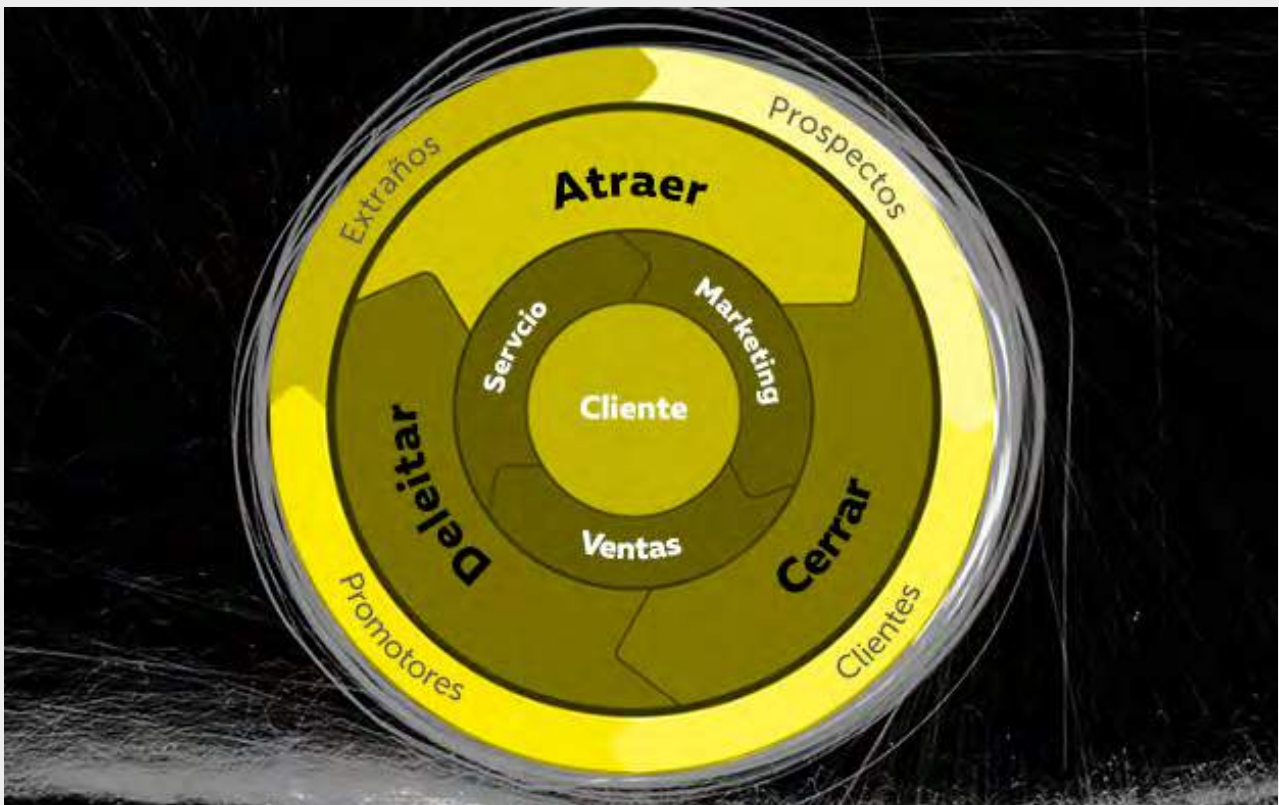 Extraños
Prospectos
Clientes
Promotores
Atraer
Cerrar
Deleitar
Servcio
Marketing
Ventas
Cliente